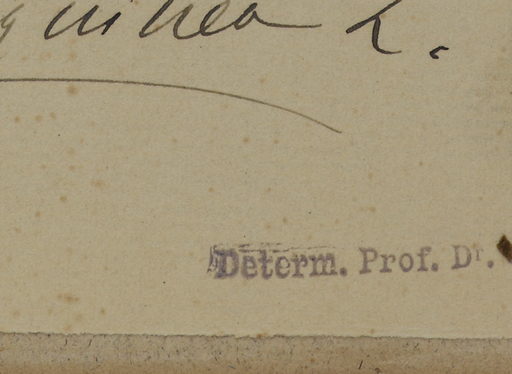 L.
Determ. Prof. Dr.